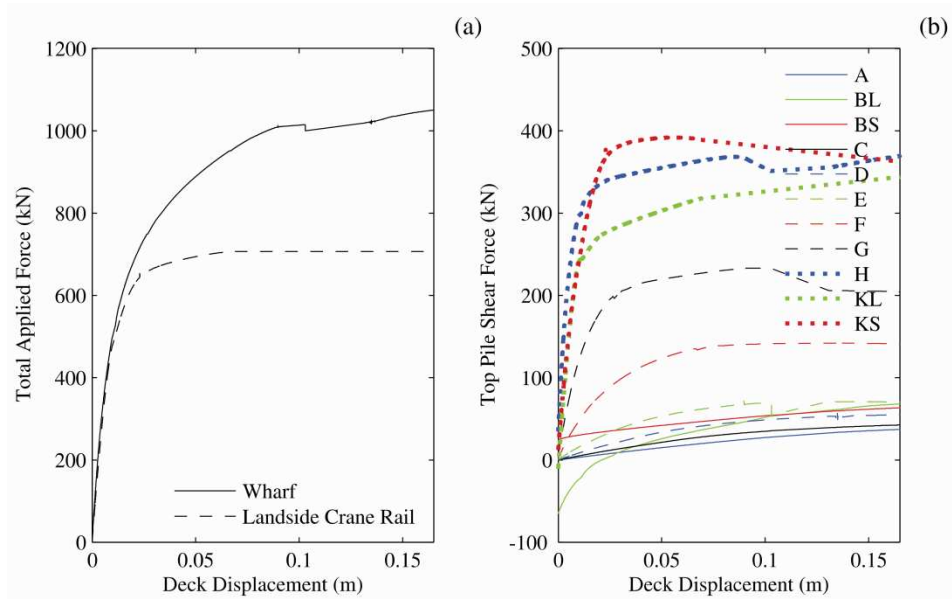 (a)
1200
1000
800
600
400
200
0
Total Applied Force (kN)
Wharf
Landside Crane Rail
0 0.05 0.1 0.15
Deck Displacement (m)
(b)
500
400
300
200
100
0
-100
Top Pile Shear Force (kN)
A
BL
BS
C
D
E
F
G
H
KL
KS
0 0.05 0.1 0.15
Deck Displacement (m)